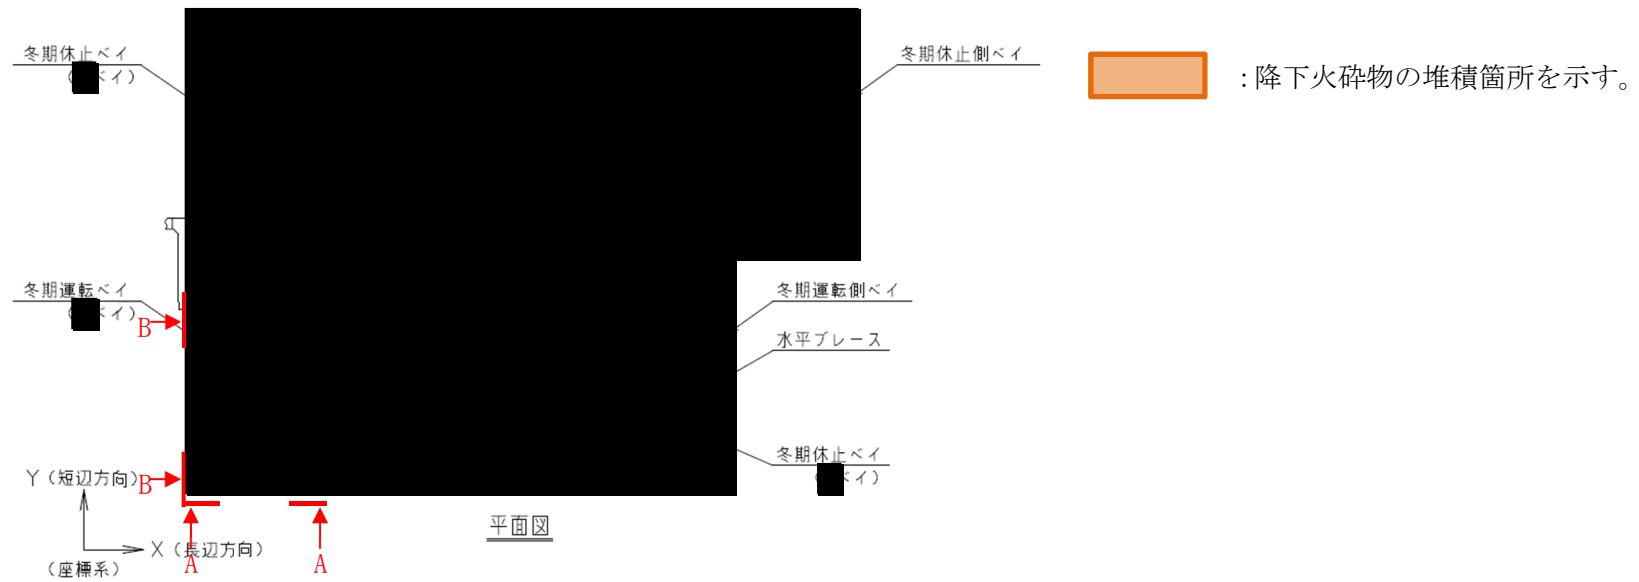 冬期休止ベイ
ベイ)
冬期休止側ベイ
：降下火砕物の堆積箇所を示す。
冬期運転ベイ
ベイ)
B
冬期運転側ベイ
水平ブレース
冬期休止ベイ
ベイ)
Y(短辺方向)
B
X(長辺方向)
(座標系)
A
A
平面図